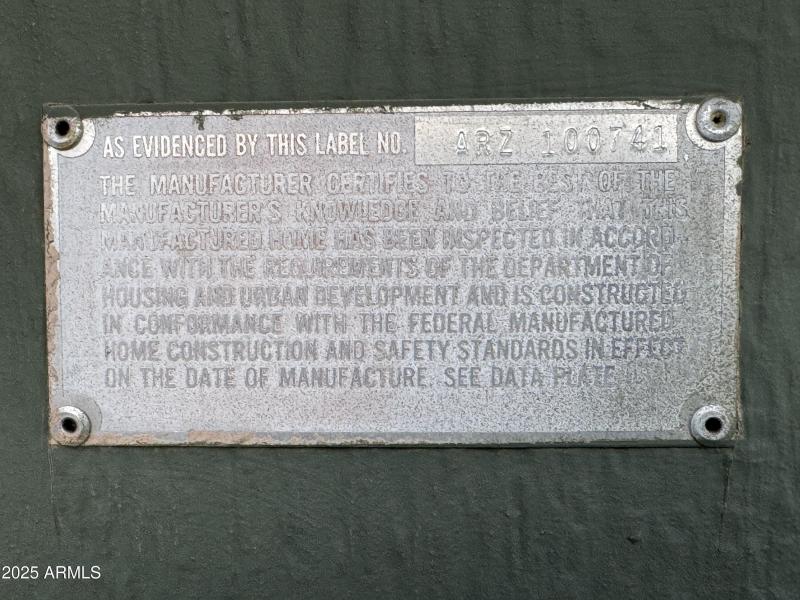 AS EVIDENCED BY THIS LABEL NO. ARZ 100741
THE MANUFACTURER CERTIFIES TO THE BEST OF THE
MANUFACTURER'S KNOWLEDGE AND BELIEF THAT THIS
MANUFACTURED HOME HAS BEEN INSPECTED IN ACCORD-
ANCE WITH THE REQUIREMENTS OF THE DEPARTMENT OF
HOUSING AND URBAN DEVELOPMENT AND IS CONSTRUCTED
IN CONFORMANCE WITH THE FEDERAL MANUFACTURED
HOME CONSTRUCTION AND SAFETY STANDARDS IN EFFECT
ON THE DATE OF MANUFACTURE. SEE DATA PLATE.
2025 ARMLS